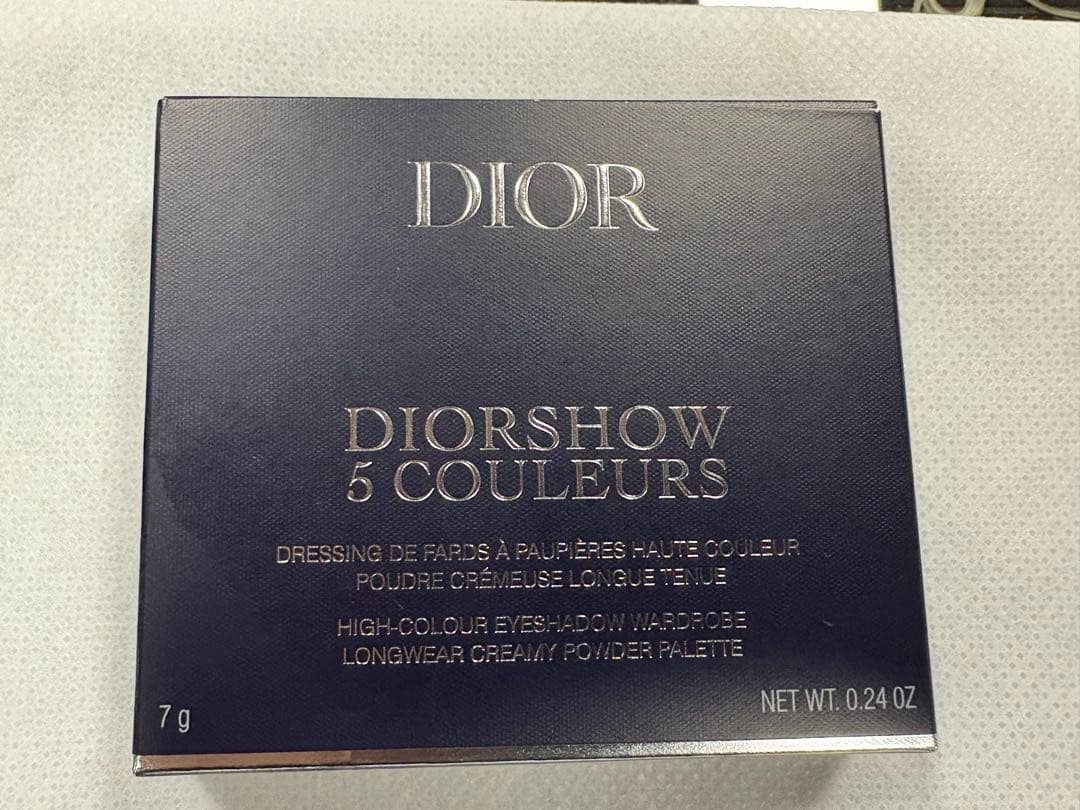 DIOR
DIORSHOW
5 COULEURS
DRESSING DE FARDS À PAUPIÈRES HAUTE COULEUR
POUDRE CRÉMEUSE LONGUE TENUE
HIGH-COLOUR EYESHADOW WARDROBE
LONGWEAR CREAMY POWDER PALETTE
7 g
NET WT. 0.24 OZ